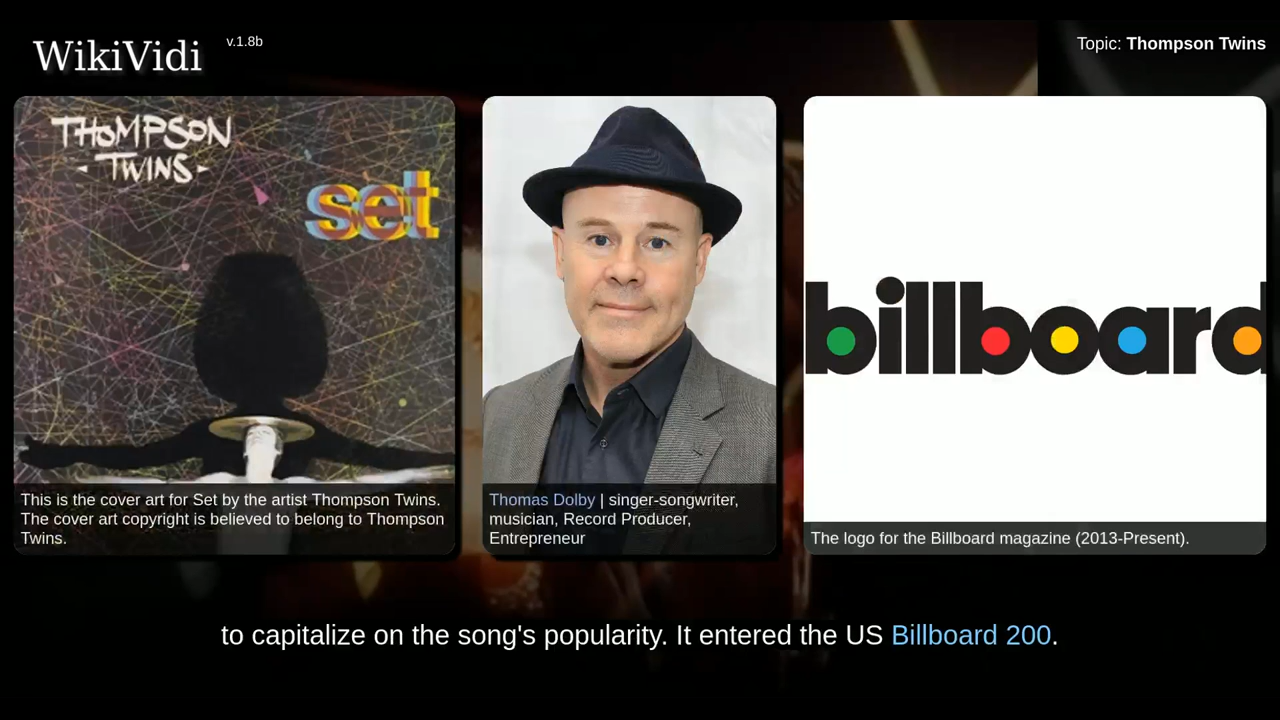 WikiVidi
v.1.8b
Topic: Thompson Twins
THOMPSON
-TWINS-
set
This is the cover art for Set by the artist Thompson Twins.
The cover art copyright is believed to belong to Thompson
Twins.
Thomas Dolby | singer-songwriter,
musician, Record Producer,
Entrepreneur
billboard
The logo for the Billboard magazine (2013-Present).
to capitalize on the song's popularity. It entered the US Billboard 200.